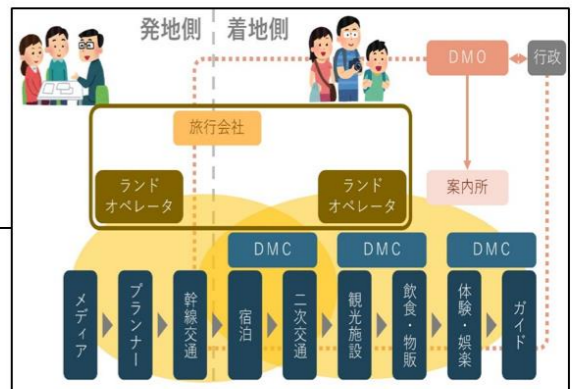 発地側
着地側
DMO
行政
旅行会社
ランド
オペレータ
ランド
オペレータ
案内所
DMC
DMC
DMC
メディア
プランナー
幹線交通
宿泊
二次交通
観光施設
飲食・物販
体験・娯楽
ガイド